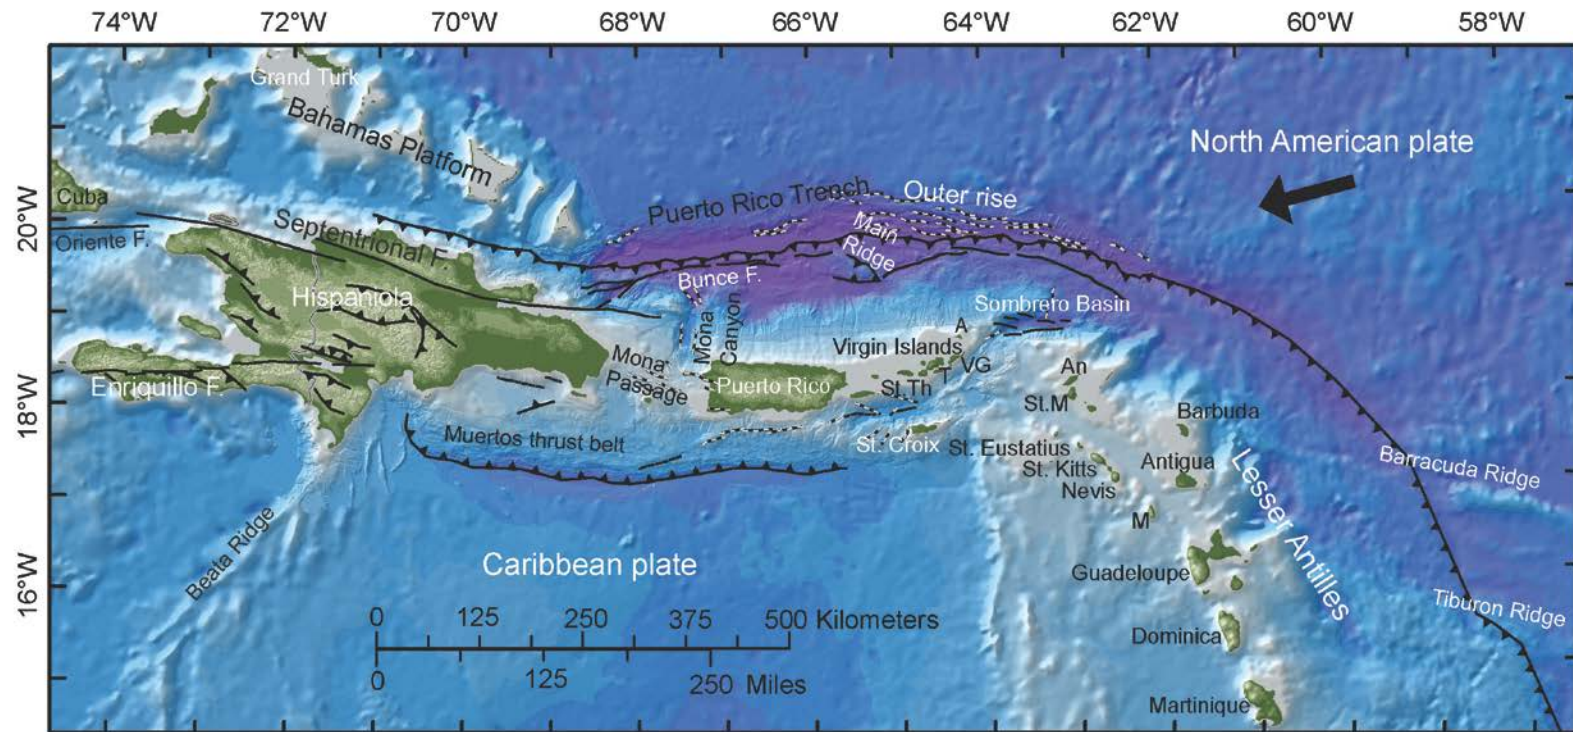 74°W 72°W 70°W 68°W 66°W 64°W 62°W 60°W 58°W
Grand Turk
Bahamas Platform
North American plate
Cuba
20°W
Puerto Rico Trench
Outer rise
Oriente F.
Septentrional F.
Main
Ridge
Bunce F.
Hispaniola
Sombrero Basin
Mona
Canyon
A
Virgin Islands
Mona
Passage
Puerto Rico
VG
T
An
Enriquillo F.
18°W
St.Th
St.M
Barbuda
Muertos thrust belt
St. Croix
St. Eustatius
St. Kitts
Nevis
Antigua
Barracuda Ridge
Lesser Antilles
M
Beata Ridge
16°W
Caribbean plate
Guadeloupe
Tiburon Ridge
0 125 250 375 500 Kilometers
Dominica
0 125 250 Miles
Martinique